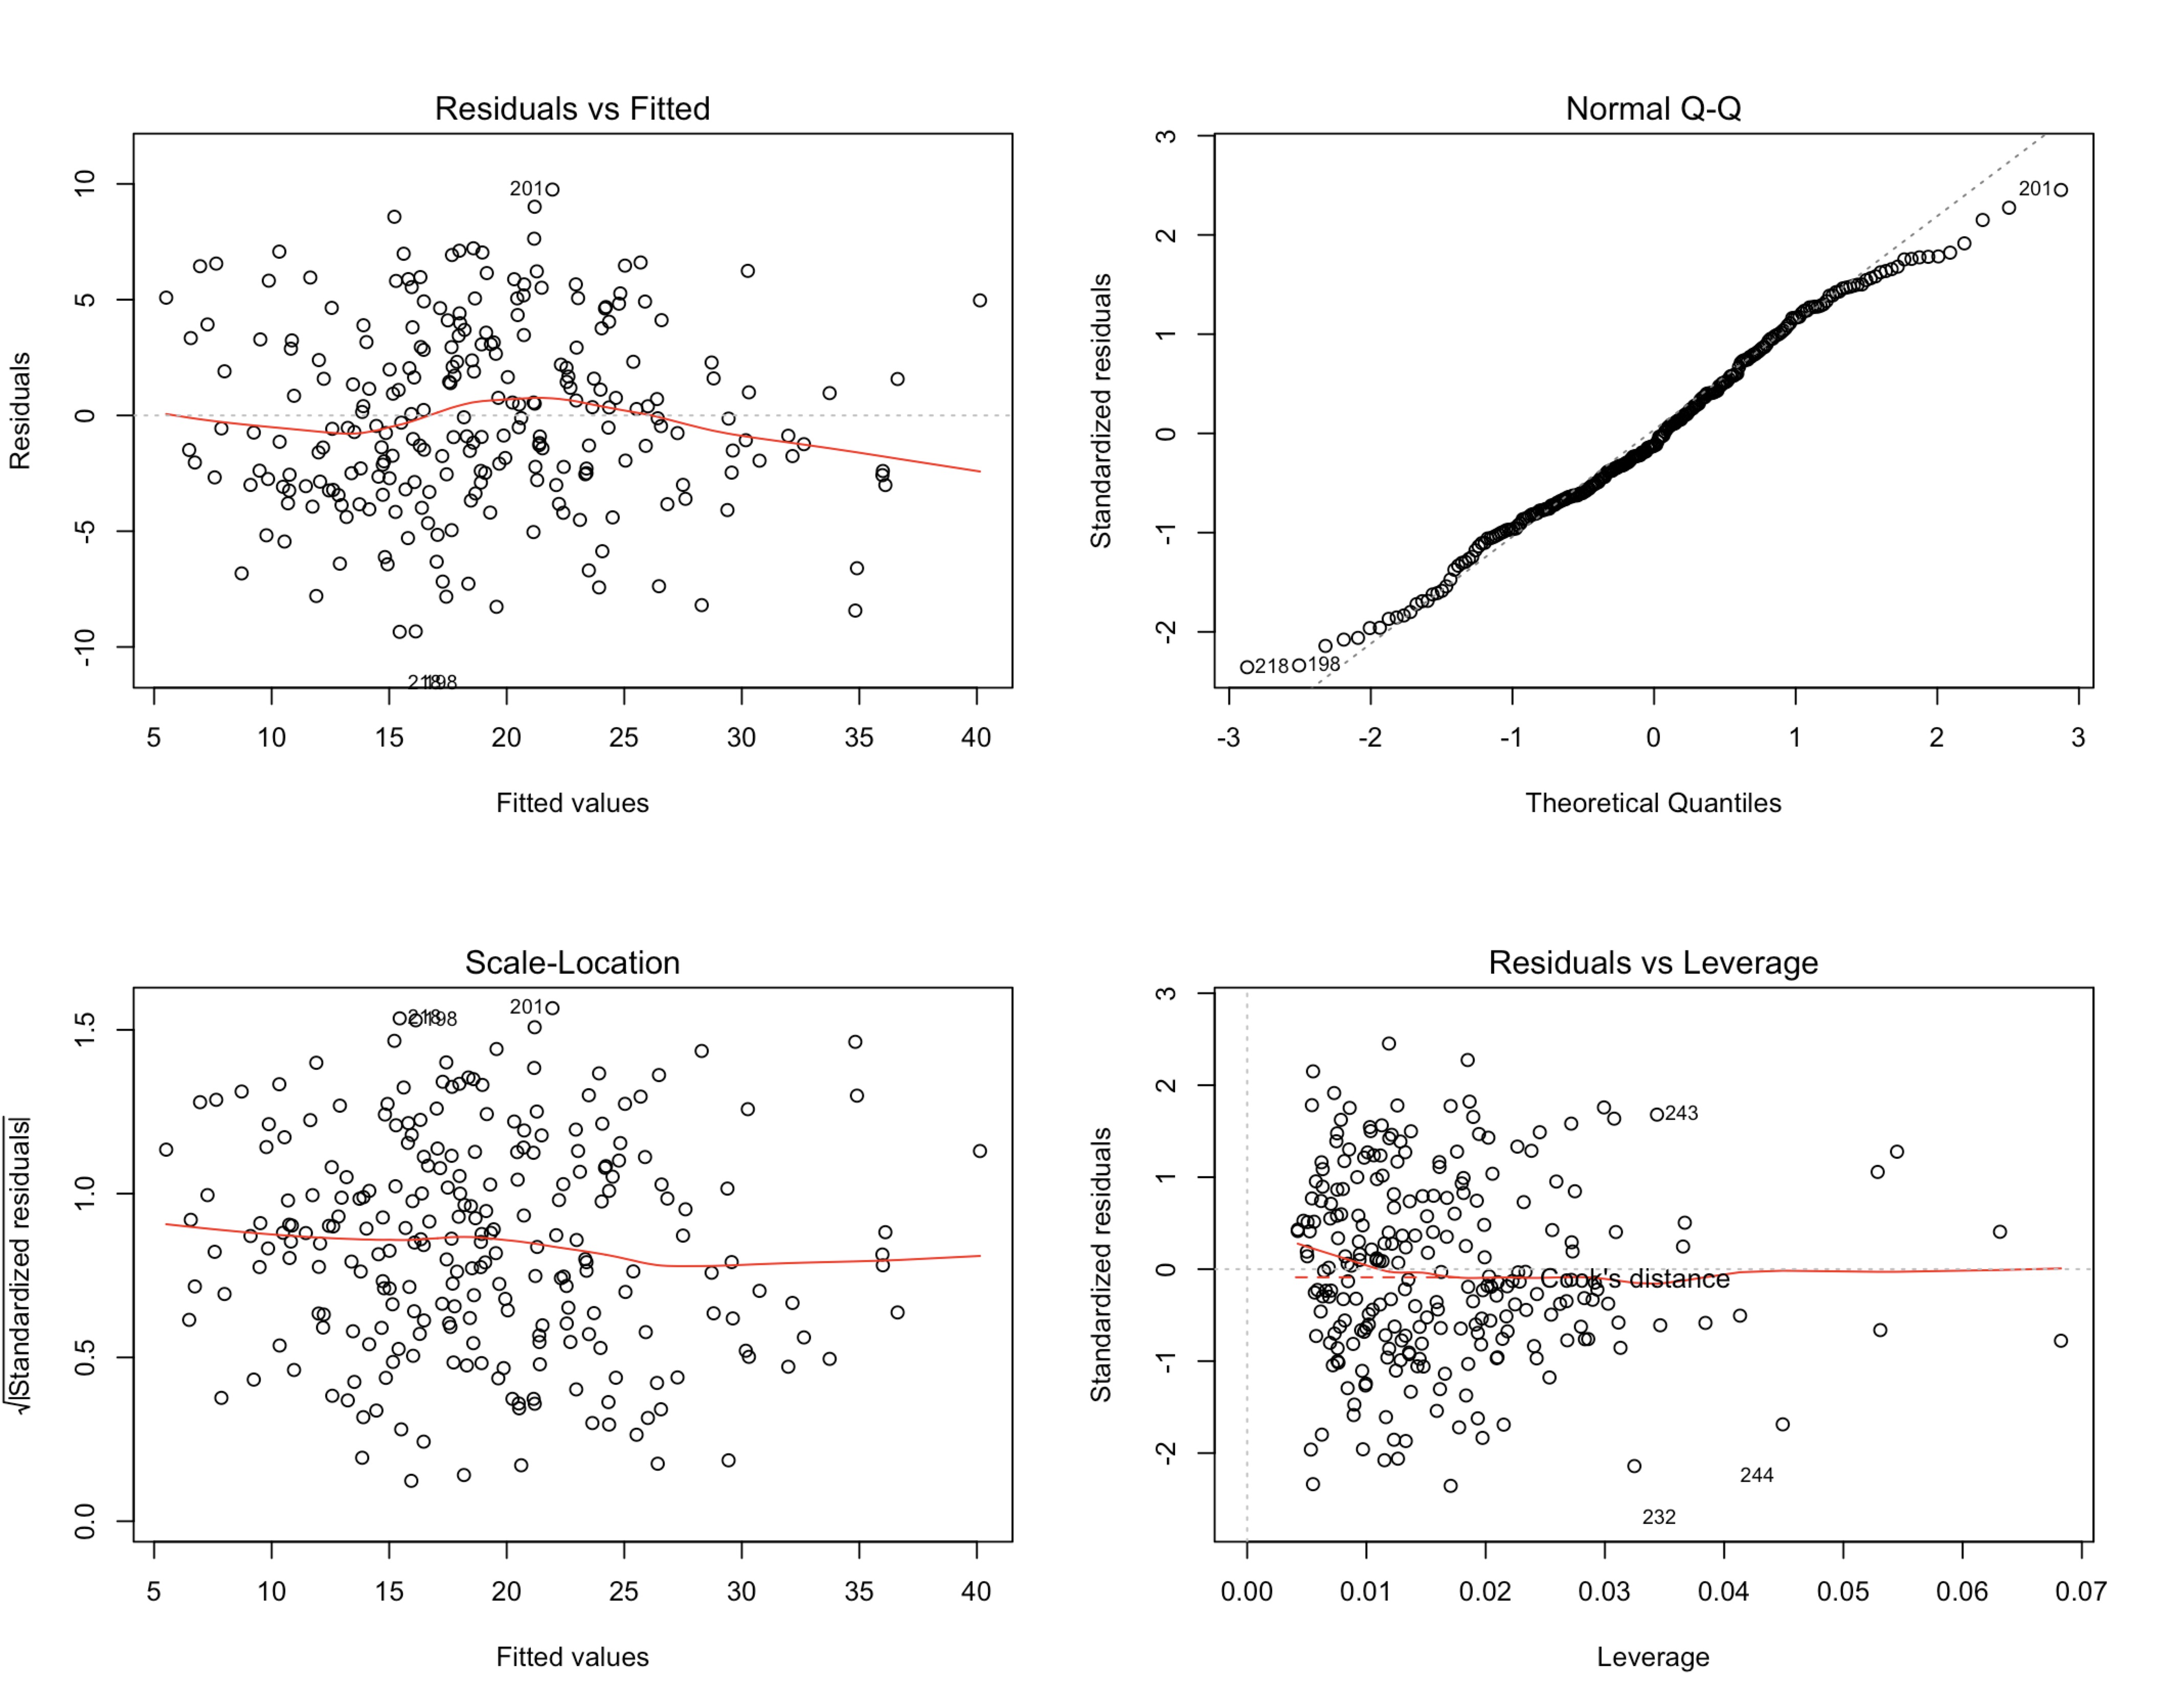 Residuals vs Fitted
Residuals
10
5
0
-5
-10
201
218
198
5 10 15 20 25 30 35 40
Fitted values
Normal Q-Q
Standardized residuals
3
2
1
0
-1
-2
201
218 198
-3 -2 -1 0 1 2 3
Theoretical Quantiles
Scale-Location
√|Standardized residuals|
1.5
1.0
0.5
0.0
218
198
201
5 10 15 20 25 30 35 40
Fitted values
Residuals vs Leverage
Standardized residuals
3
2
1
0
-1
-2
243
Cook's distance
244
232
0.00 0.01 0.02 0.03 0.04 0.05 0.06 0.07
Leverage